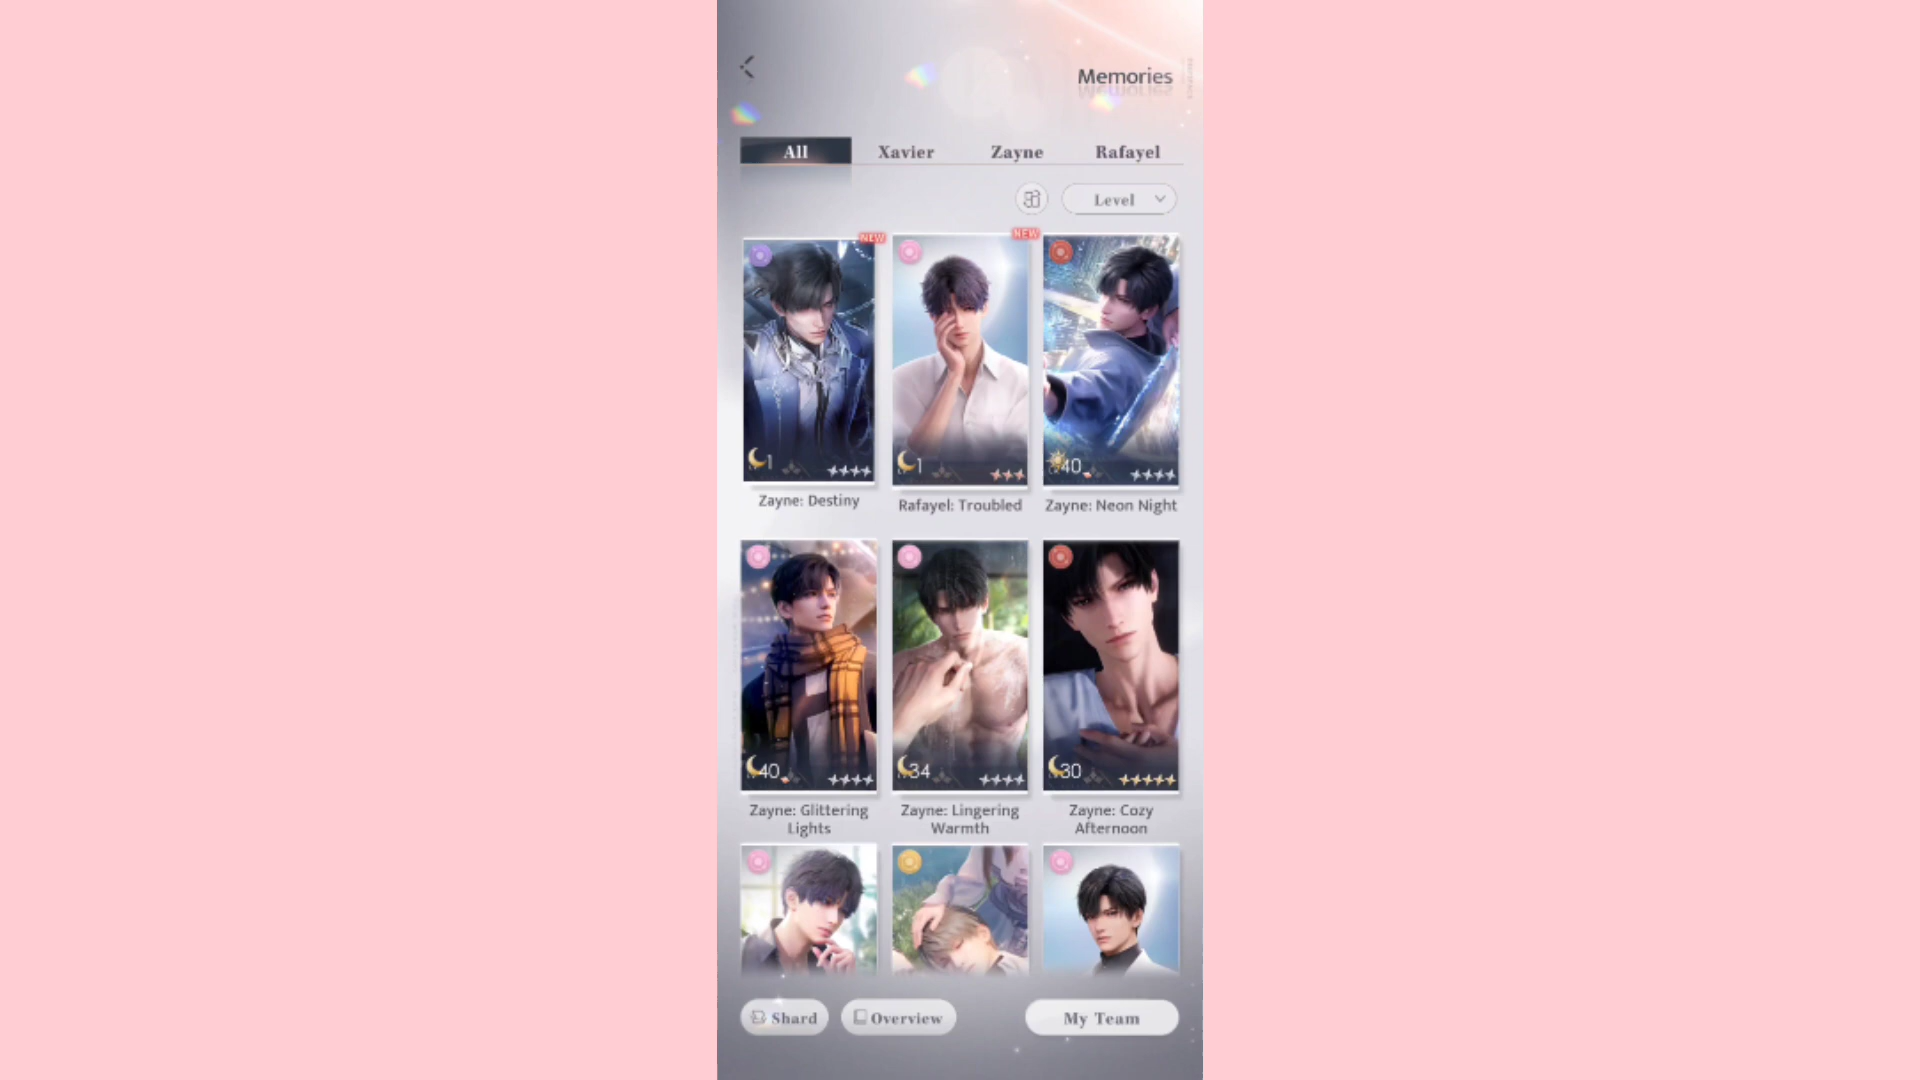 Memories
All Xavier Zayne Rafayel
Level
NEW NEW
1 1 40
Zayne: Destiny Rafayel: Troubled Zayne: Neon Night
40 34 30
Zayne: Glittering Zayne: Lingering Zayne: Cozy
Lights Warmth Afternoon
Shard Overview My Team